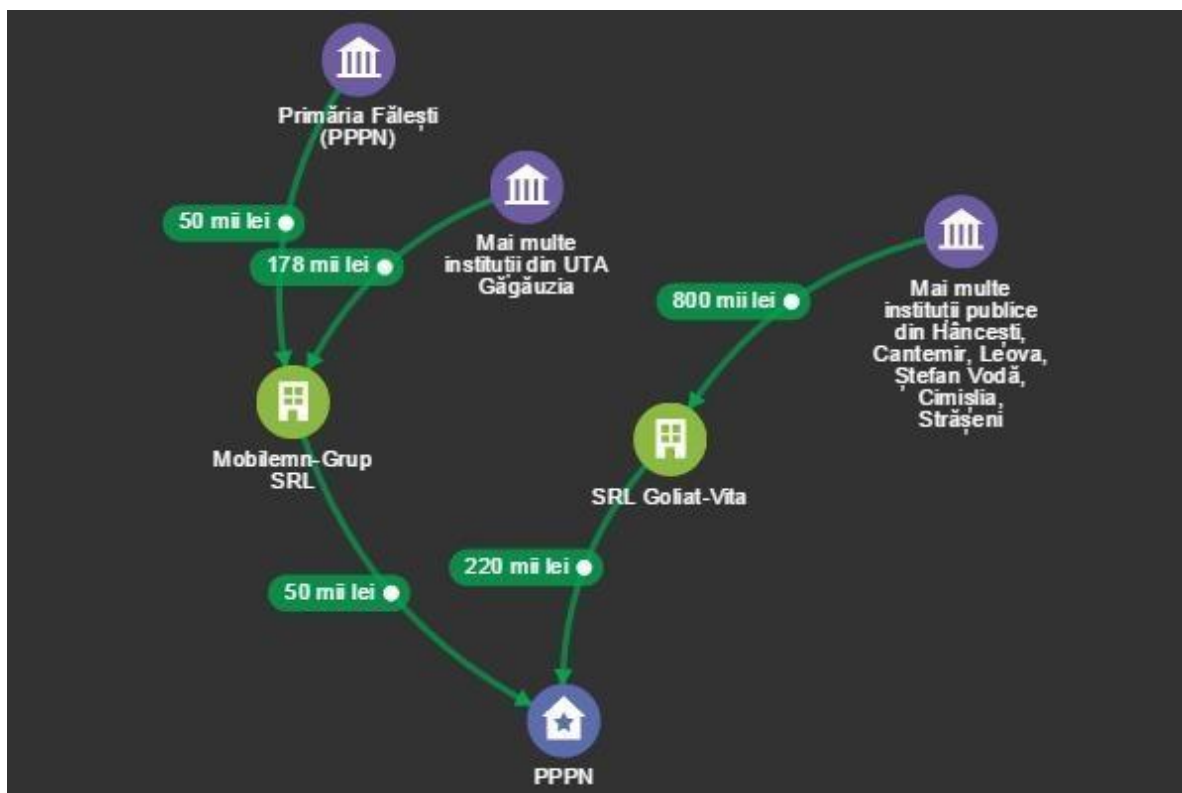 Primăria Fălești
(PPPN)
50 mii lei
178 mii lei
Mai multe
instituții din UTA
Găgăuzia
800 mii lei
Mai multe
instituții publice
din Hâncești,
Cantemir, Leova,
Ștefan Vodă,
Cimișlia,
Strășeni
Mobilemn-Grup
SRL
SRL Goliat-Vita
50 mii lei
220 mii lei
PPPN